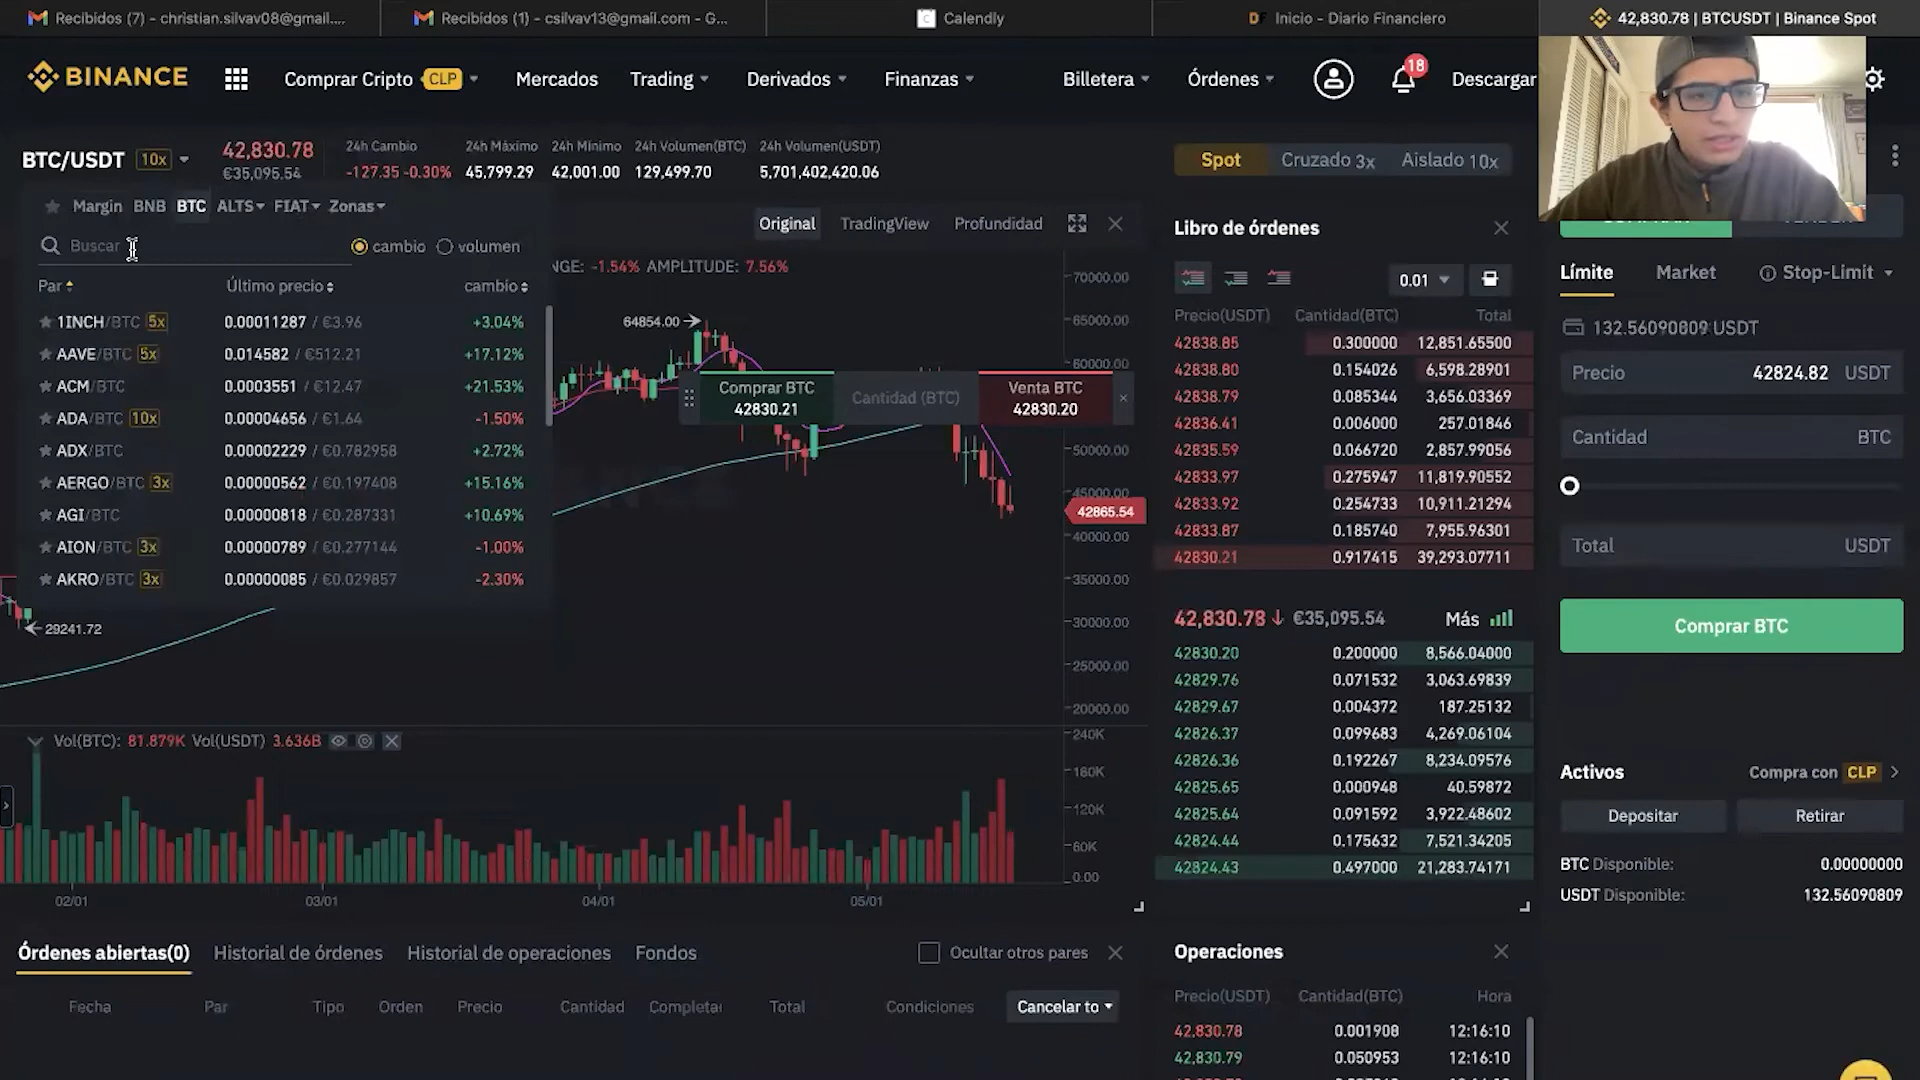 Recibidos (7) - christian.silvav08@gmail....
Recibidos (1) - csilvav13@gmail.com - G...
Calendly
DF Inicio - Diario Financiero
42,830.78 | BTCUSDT | Binance Spot
BINANCE
Comprar Cripto CLP
Mercados
Trading
Derivados
Finanzas
Billetera
Órdenes
18
Descargar
BTC/USDT 10x
42,830.78
€35,095.54
24h Cambio
-127.35 -0.30%
24h Máximo
45,799.29
24h Mínimo
42,001.00
24h Volumen(BTC)
129,499.70
24h Volumen(USDT)
5,701,402,420.06
Margin BNB BTC ALTS FIAT Zonas
Buscar
cambio volumen
Par Último precio cambio
1INCH/BTC 5x 0.00011287 / €3.96 +3.04%
AAVE/BTC 5x 0.014582 / €512.21 +17.12%
ACM/BTC 0.0003551 / €12.47 +21.53%
ADA/BTC 10x 0.00004656 / €1.64 -1.50%
ADX/BTC 0.00002229 / €0.782958 +2.72%
AERGO/BTC 3x 0.00000562 / €0.197408 +15.16%
AGI/BTC 0.00000818 / €0.287331 +10.69%
AION/BTC 3x 0.00000789 / €0.277144 -1.00%
AKRO/BTC 3x 0.00000085 / €0.029857 -2.30%
Original TradingView Profundidad
NGE: -1.54% AMPLITUDE: 7.56%
64854.00
Comprar BTC
42830.21
Cantidad (BTC)
Venta BTC
42830.20
29241.72
70000.00
65000.00
60000.00
50000.00
45000.00
42865.54
40000.00
35000.00
30000.00
25000.00
20000.00
Vol(BTC): 81.879K Vol(USDT) 3.636B
240K
180K
120K
60K
0.00
02/01 03/01 04/01 05/01
Órdenes abiertas(0) Historial de órdenes Historial de operaciones Fondos
Ocultar otros pares
Fecha Par Tipo Orden Precio Cantidad Completa Total Condiciones Cancelar to
Spot Cruzado 3x Aislado 10x
Libro de órdenes
0.01
Precio(USDT) Cantidad(BTC) Total
42838.85 0.300000 12,851.65500
42838.80 0.154026 6,598.28901
42838.79 0.085344 3,656.03369
42836.41 0.006000 257.01846
42835.59 0.066720 2,857.99056
42833.97 0.275947 11,819.90552
42833.92 0.254733 10,911.21294
42833.87 0.185740 7,955.96301
42830.21 0.917415 39,293.07711
42,830.78 €35,095.54 Más
42830.20 0.200000 8,566.04000
42829.76 0.071532 3,063.69839
42829.67 0.004372 187.25132
42826.37 0.099683 4,269.06104
42826.36 0.192267 8,234.09576
42825.65 0.000948 40.59872
42825.64 0.091592 3,922.48602
42824.44 0.175632 7,521.34205
42824.43 0.497000 21,283.74171
Operaciones
Precio(USDT) Cantidad(BTC) Hora
42,830.78 0.001908 12:16:10
42,830.79 0.050953 12:16:10
Límite Market Stop-Limit
132.56090809 USDT
Precio 42824.82 USDT
Cantidad BTC
Total USDT
Comprar BTC
Activos
Compra con CLP
Depositar Retirar
BTC Disponible: 0.00000000
USDT Disponible: 132.56090809